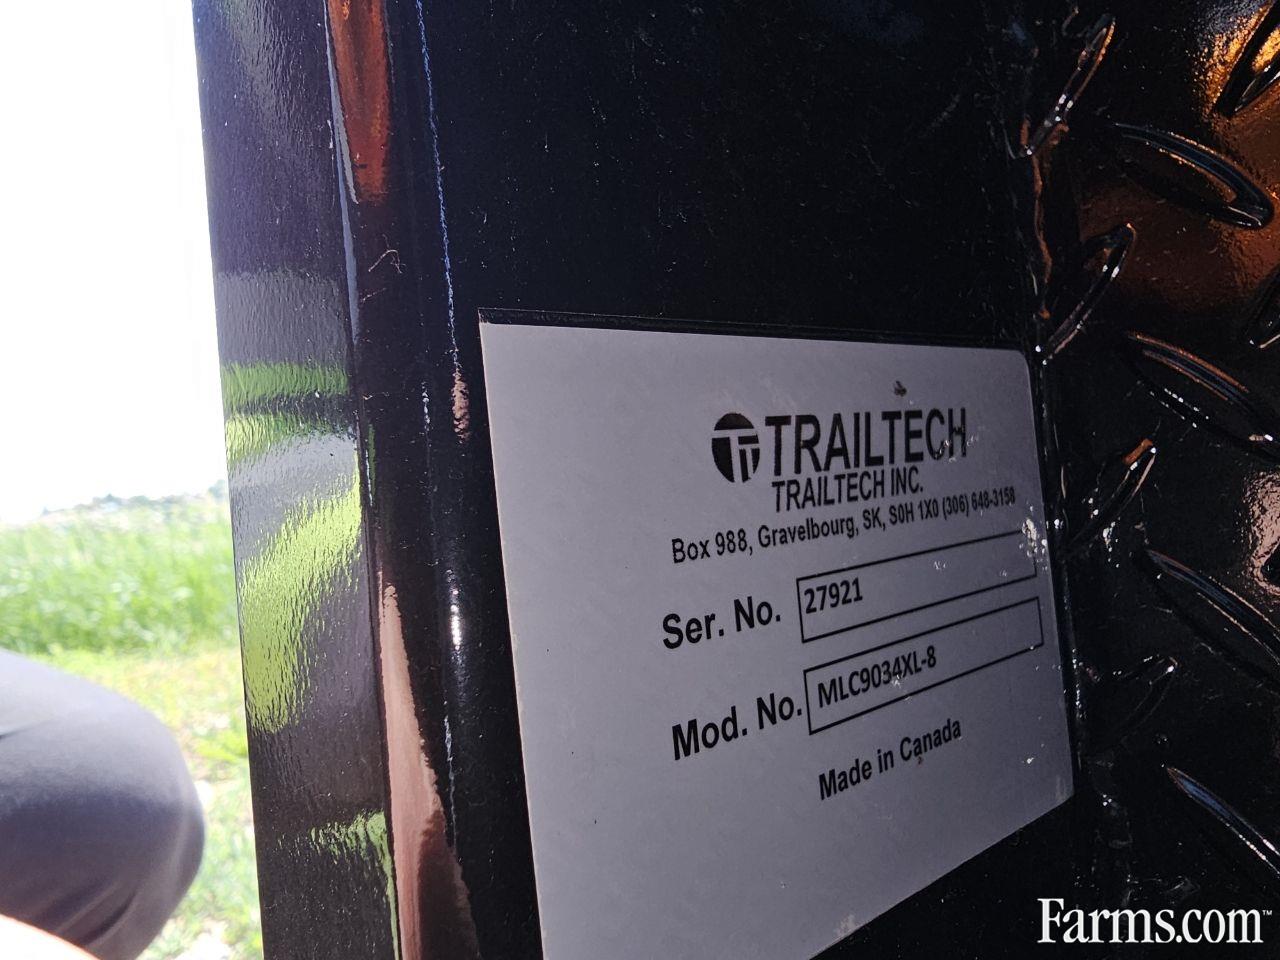 TRAILTECH
TRAILTECH INC.
Box 988, Gravelbourg, SK, S0H 1X0 (306) 648-3158
Ser. No. 27921
Mod. No. MLC9034XL-8
Made in Canada
Farms.com™